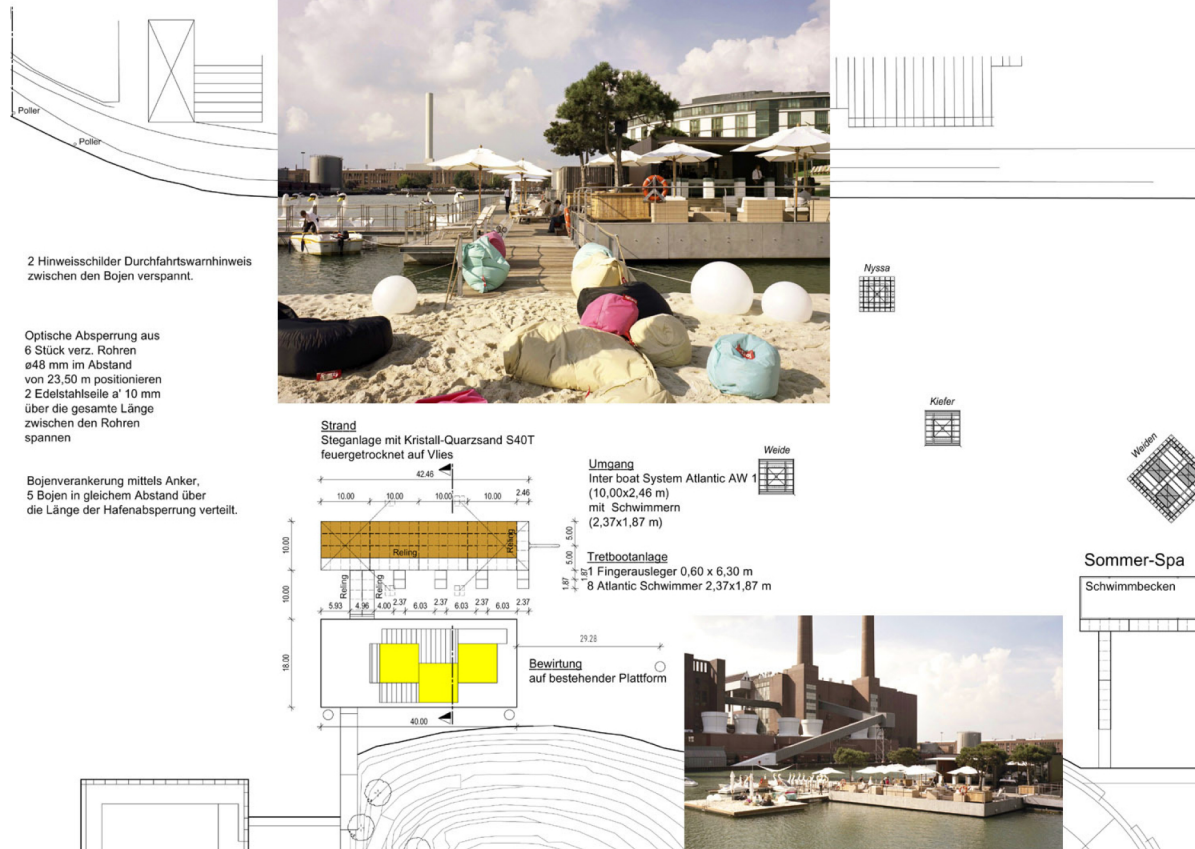 Poller
Poller
2 Hinweisschilder Durchfahrtswarnhinweis
zwischen den Bojen verspannt.
Optische Absperrung aus
6 Stück verz. Rohren
ø48 mm im Abstand
von 23,50 m positionieren
2 Edelstahlseile a' 10 mm
über die gesamte Länge
zwischen den Rohren
spannen
Bojenverankerung mittels Anker,
5 Bojen in gleichem Abstand über
die Länge der Hafenabsperrung verteilt.
Nyssa
Kiefer
Weide
Weiden
Strand
Steganlage mit Kristall-Quarzsand S40T
feuergetrocknet auf Vlies
42.46
10.00 10.00 10.00 10.00 2.46
10.00
Reling
Reling
5.00
5.00
1.87
1.87
10.00
Reling
Reling
5.93 4.96 4.00 2.37 6.03 2.37 6.03 2.37 6.03 2.37
18.00
40.00
29.28
Umgang
Inter boat System Atlantic AW 1
(10,00x2,46 m)
mit Schwimmern
(2,37x1,87 m)
Tretbootanlage
1 Fingerausleger 0,60 x 6,30 m
8 Atlantic Schwimmer 2,37x1,87 m
Bewirtung
auf bestehender Plattform
Sommer-Spa
Schwimmbecken